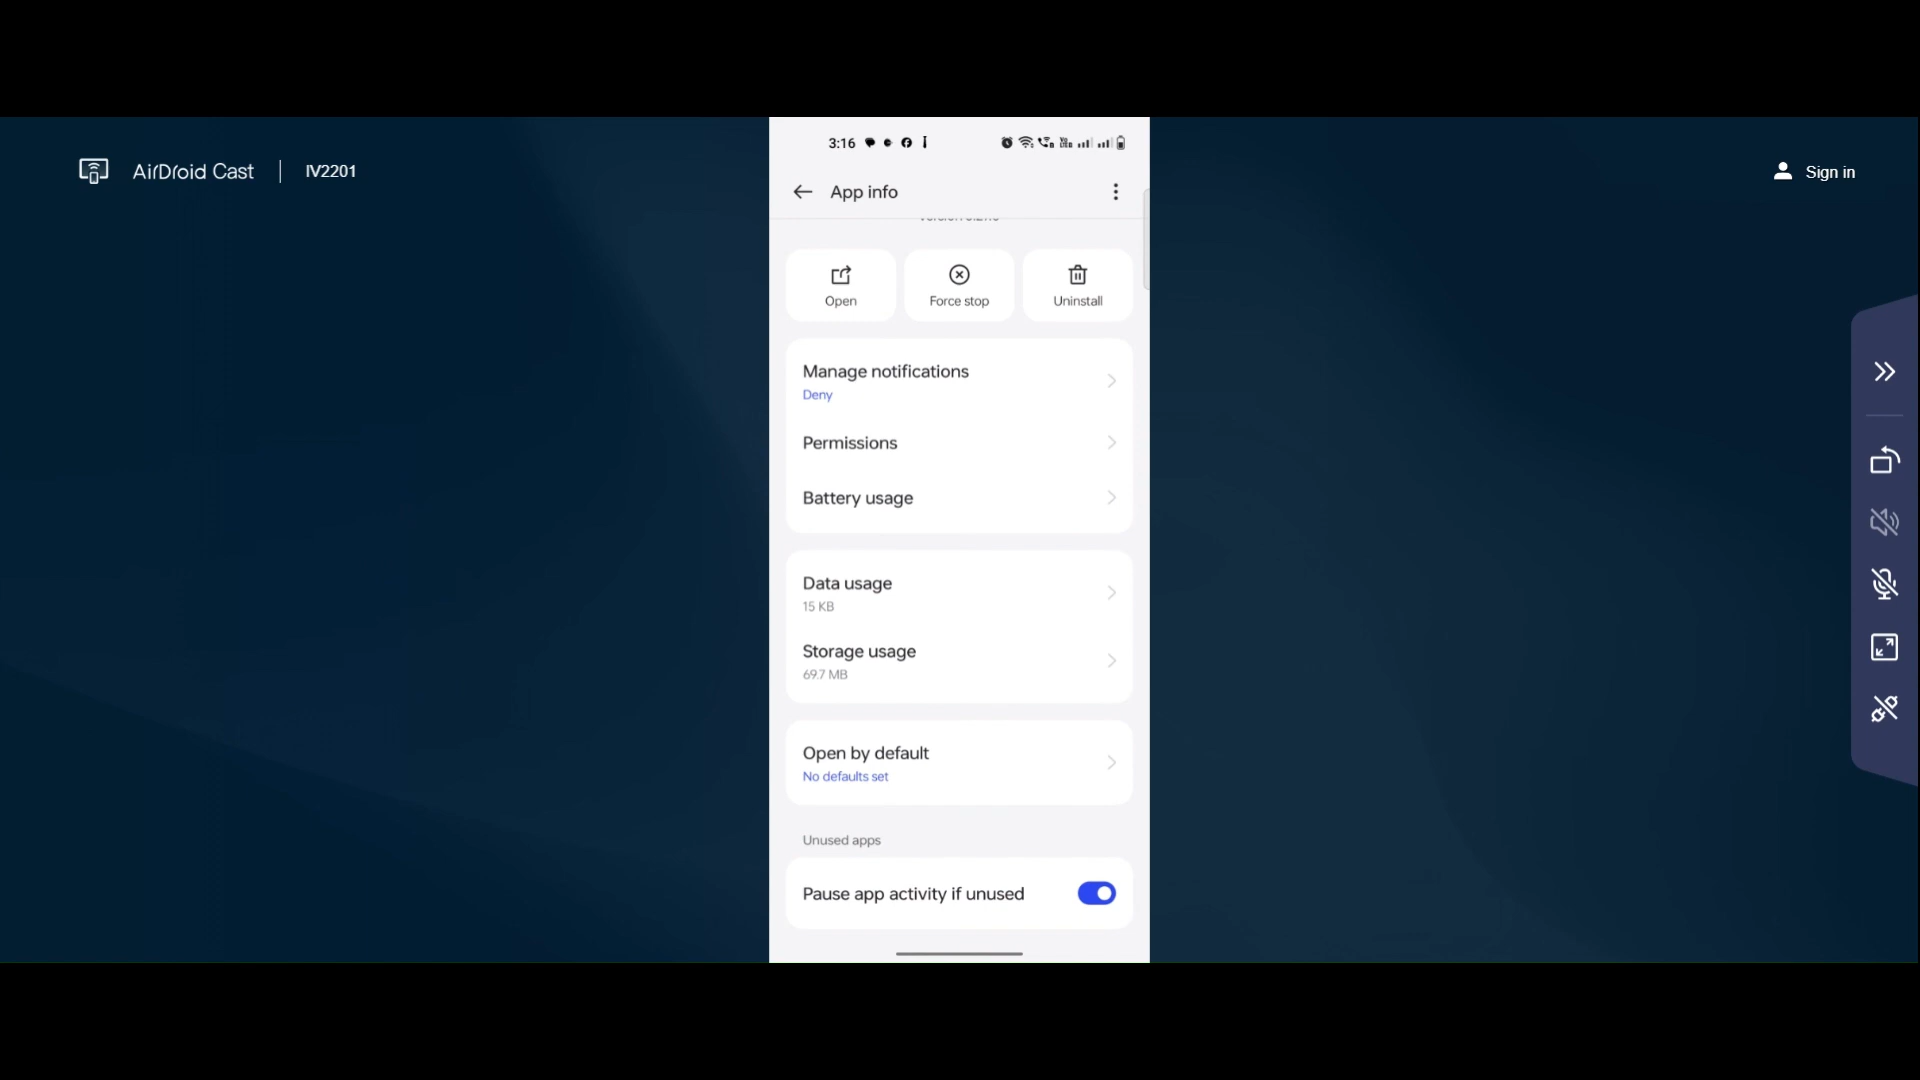 3:16
AirDroid Cast | IV2201
Sign in
App info
Open
Force stop
Uninstall
Manage notifications
Deny
Permissions
Battery usage
Data usage
15 KB
Storage usage
69.7 MB
Open by default
No defaults set
Unused apps
Pause app activity if unused